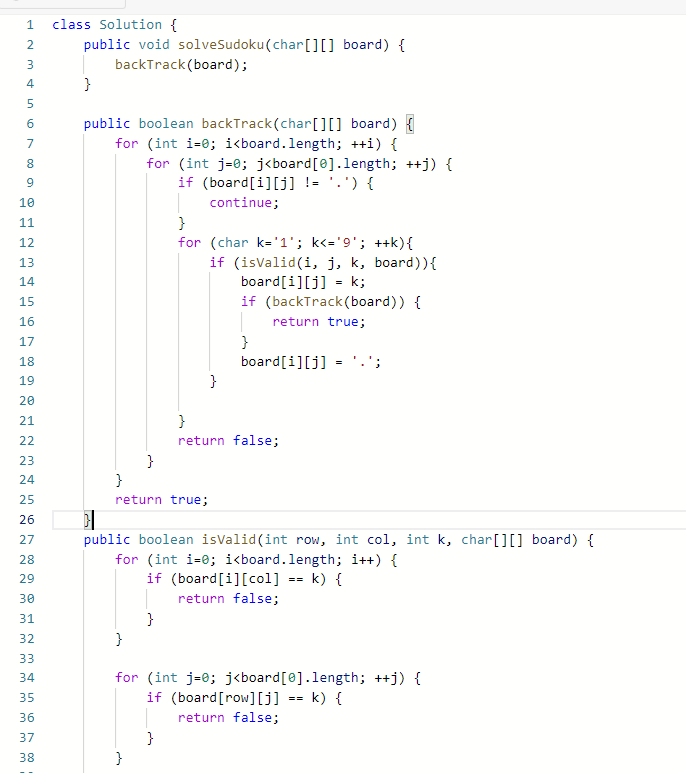 1 class Solution {
2     public void solveSudoku(char[][] board) {
3         backTrack(board);
4     }
5
6     public boolean backTrack(char[][] board) {
7         for (int i=0; i<board.length; ++i) {
8             for (int j=0; j<board[0].length; ++j) {
9                 if (board[i][j] != '.') {
10                     continue;
11                 }
12                 for (char k='1'; k<='9'; ++k){
13                     if (isValid(i, j, k, board)){
14                         board[i][j] = k;
15                         if (backTrack(board)) {
16                             return true;
17                         }
18                         board[i][j] = '.';
19                     }
20
21                 }
22                 return false;
23             }
24         }
25         return true;
26     }
27     public boolean isValid(int row, int col, int k, char[][] board) {
28         for (int i=0; i<board.length; i++) {
29             if (board[i][col] == k) {
30                 return false;
31             }
32         }
33
34         for (int j=0; j<board[0].length; ++j) {
35             if (board[row][j] == k) {
36                 return false;
37             }
38         }